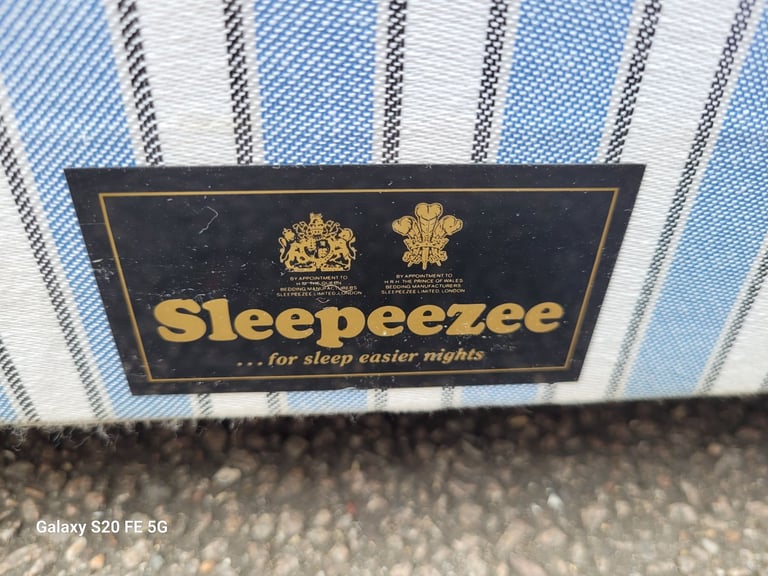 BY APPOINTMENT TO
H M THE QUEEN
BEDDING MANUFACTURERS
SLEEPEEZEE LIMITED, LONDON
BY APPOINTMENT TO
H R H THE PRINCE OF WALES
BEDDING MANUFACTURERS
SLEEPEEZEE LIMITED, LONDON
Sleepeezee
...for sleep easier nights
Galaxy S20 FE 5G